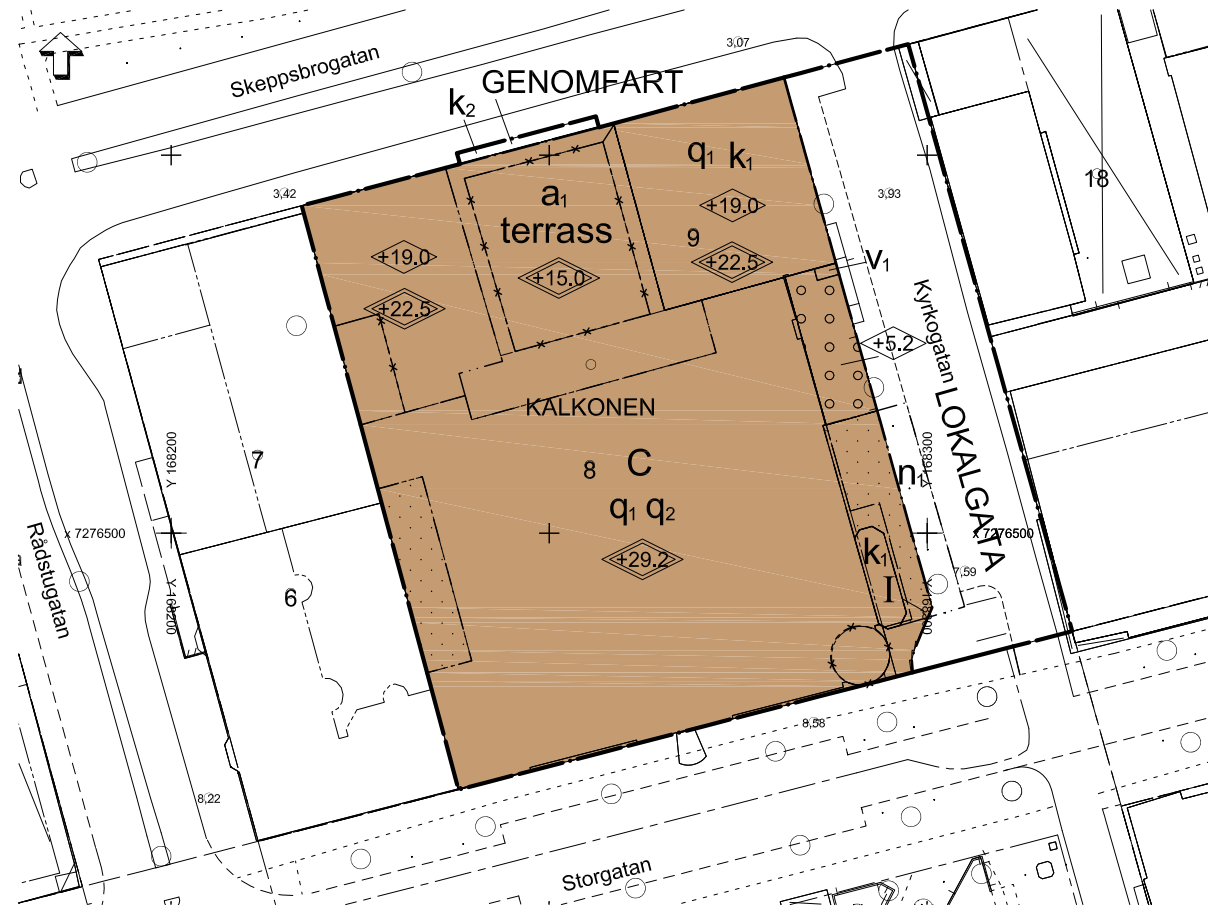 3,07
Skeppsbrogatan
GENOMFART
k2
q1 k1
18
3,42
a1
terrass
+19.0
3,93
9
+19.0
+22.5
v1
+15.0
+22.5
Kyrkogatan
+5.2
LOKALGATA
KALKONEN
Y 168200
7
8
C
Y 168300
n1
q1 q2
Rådstugatan
x 7276500
x 7276500
+29.2
k1
I
7,59
Y 168200
6
Y 168300
8,58
8,22
Storgatan